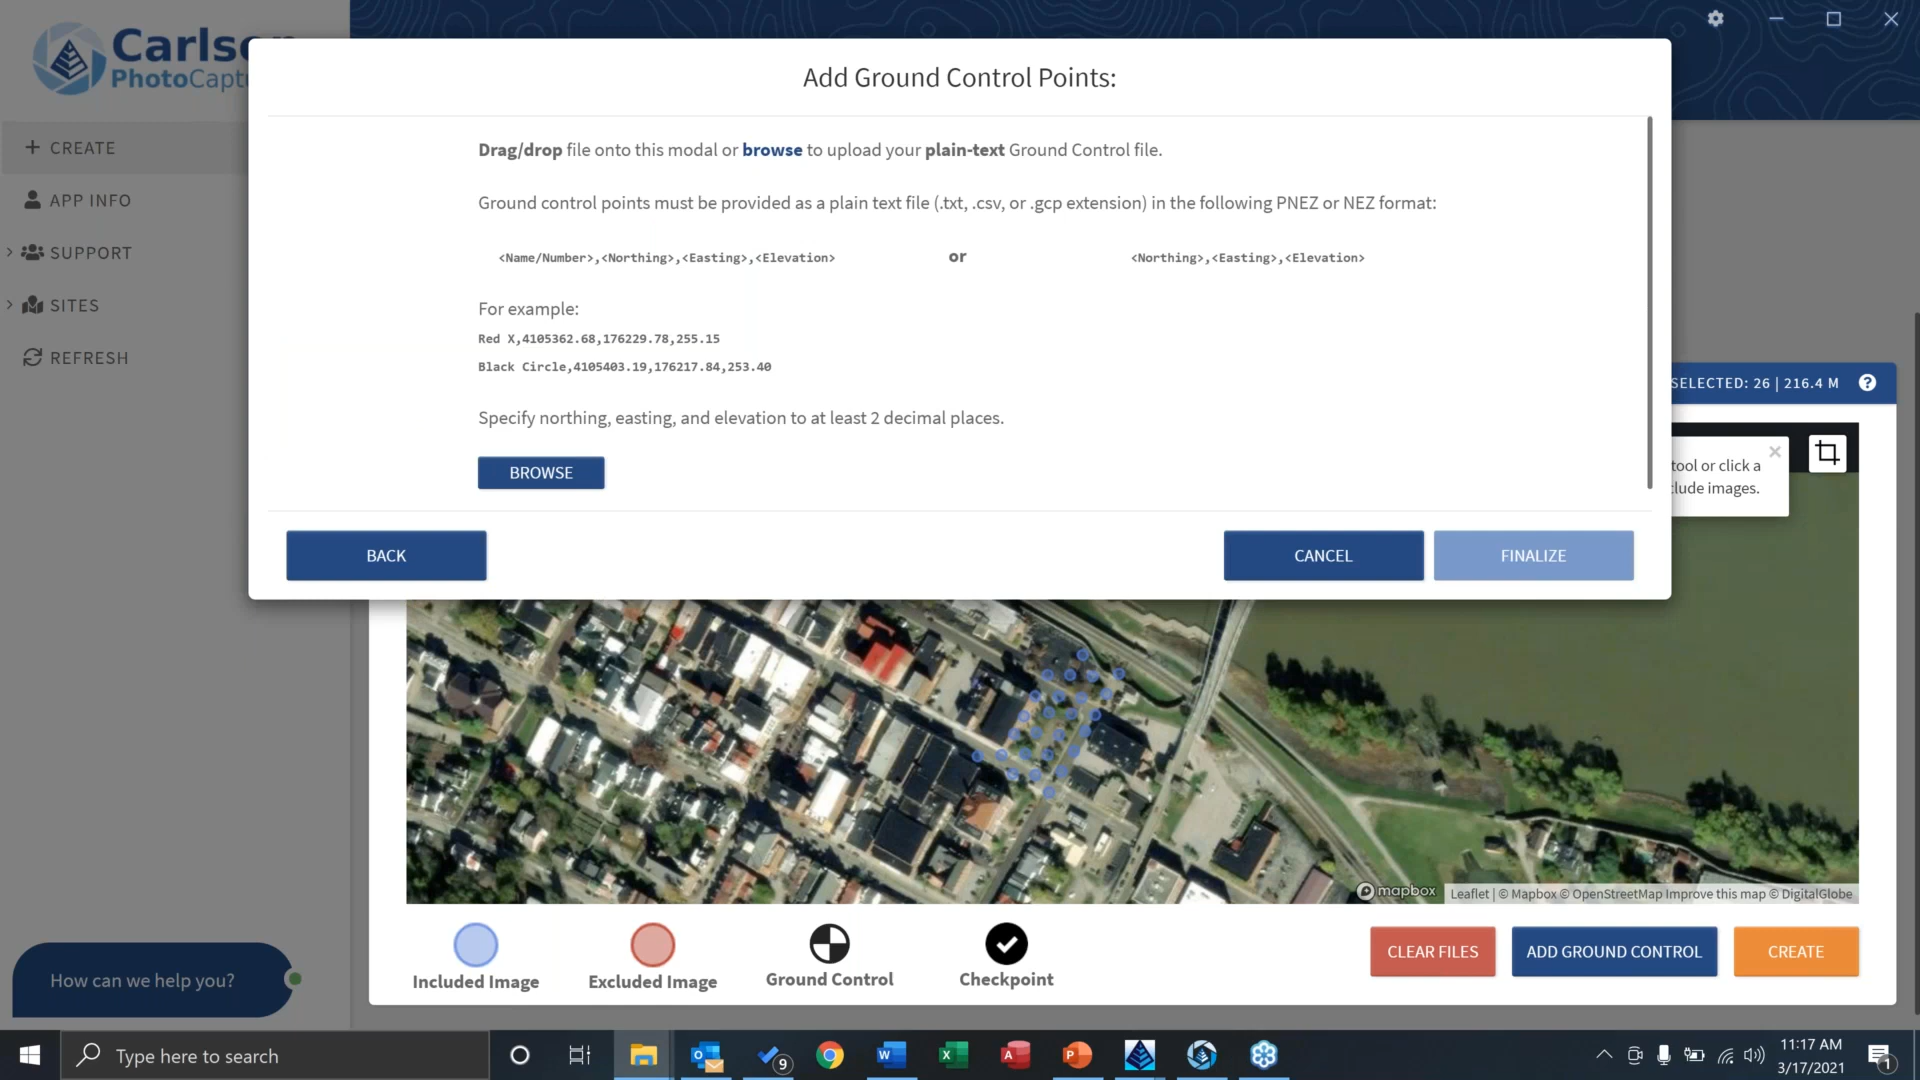 Carlso
PhotoCaptu
CREATE
APP INFO
SUPPORT
SITES
REFRESH
How can we help you?
Add Ground Control Points:
Drag/drop file onto this modal or browse to upload your plain-text Ground Control file.
Ground control points must be provided as a plain text file (.txt, .csv, or .gcp extension) in the following PNEZ or NEZ format:
<Name/Number>,<Northing>,<Easting>,<Elevation> or <Northing>,<Easting>,<Elevation>
For example:
Red X,4105362.68,176229.78,255.15
Black Circle,4105403.19,176217.84,253.40
Specify northing, easting, and elevation to at least 2 decimal places.
BROWSE
BACK
CANCEL
FINALIZE
SELECTED: 26 | 216.4 M
?
tool or click a
clude images.
mapbox
Leaflet | © Mapbox © OpenStreetMap Improve this map © DigitalGlobe
Included Image
Excluded Image
Ground Control
Checkpoint
CLEAR FILES
ADD GROUND CONTROL
CREATE
Type here to search
9
11:17 AM
3/17/2021
1